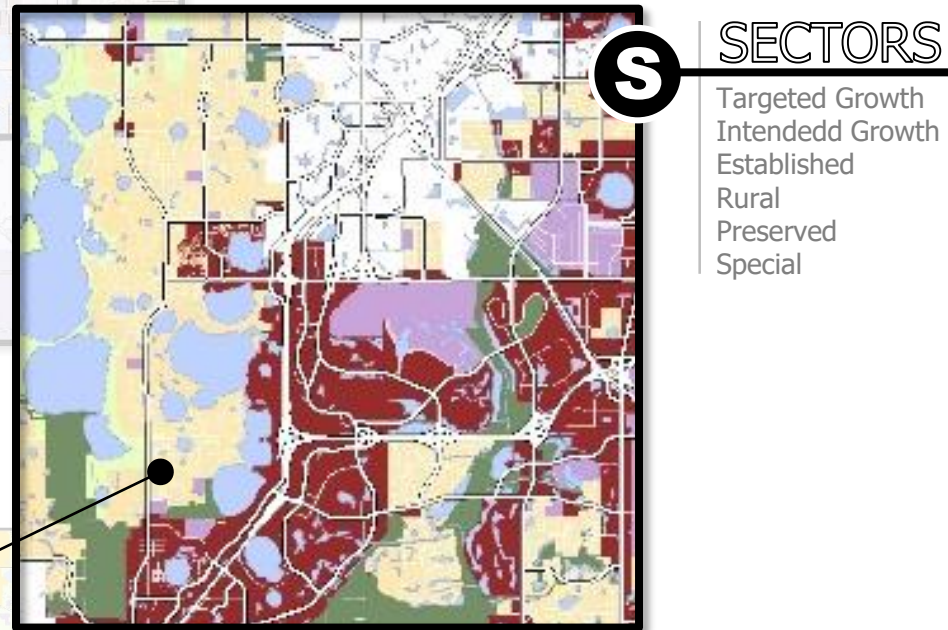 S
SECTORS
Targeted Growth
Intendedd Growth
Established
Rural
Preserved
Special